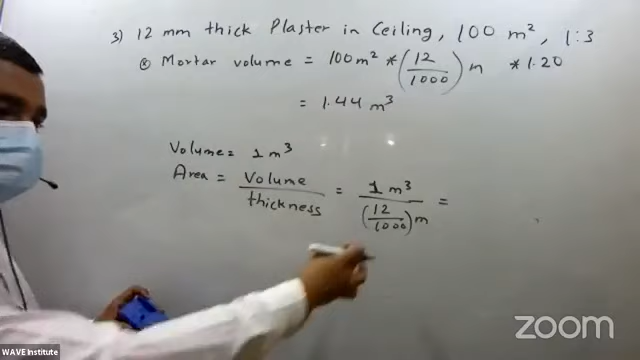 3) 12 mm thick Plaster in Ceiling, 100 m², 1:3
⊙ Mortar volume = 100m² * (12/1000) m * 1.20
= 1.44 m³
Volume = 1 m³
Area = Volume/thickness = 1 m³/(12/1000)m =
zoom
WAVE Institute